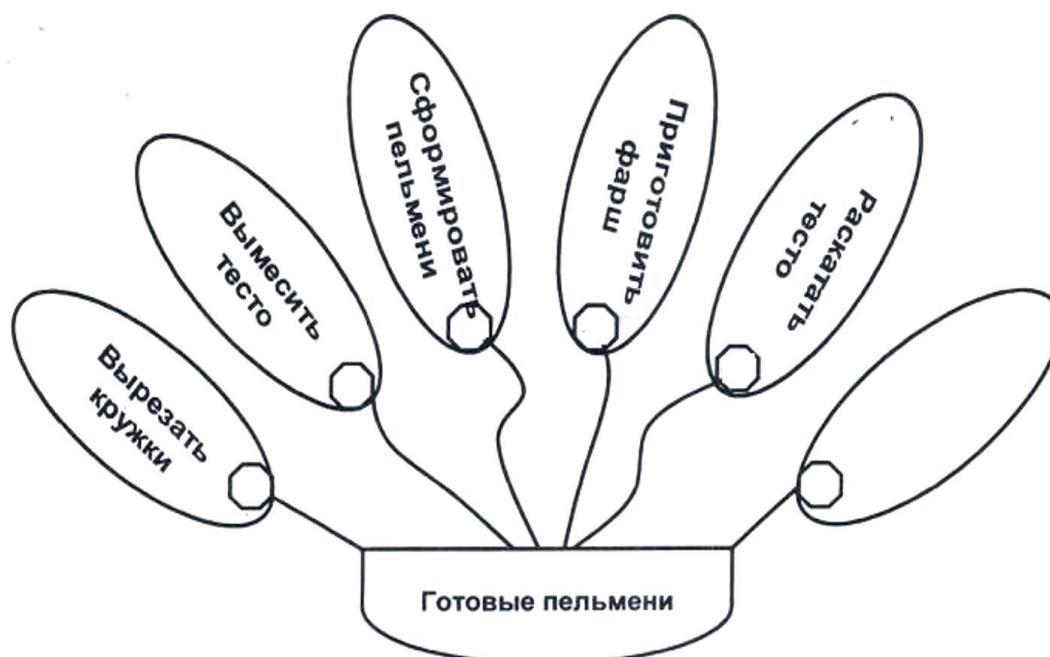 Вырезать
кружки
Вымесить
тесто
Сформировать
пельмени
Приготовить
фарш
Раскатать
тесто
Готовые пельмени